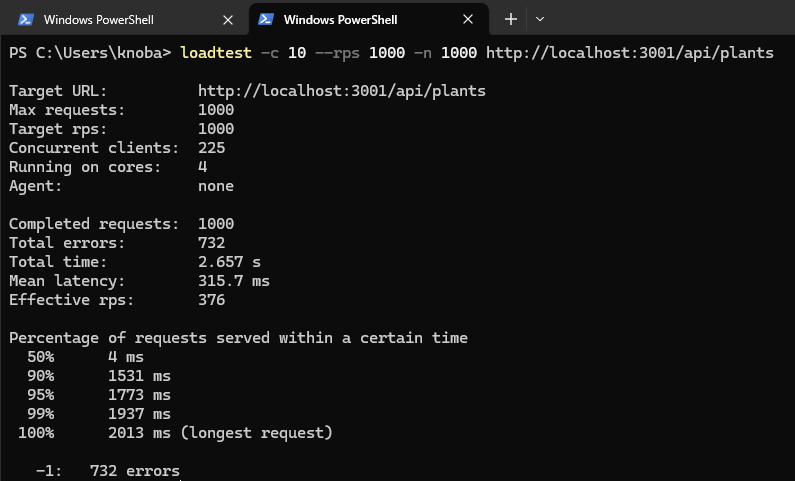 Windows PowerShell
Windows PowerShell
PS C:\Users\knoba> loadtest -c 10 --rps 1000 -n 1000 http://localhost:3001/api/plants
Target URL: http://localhost:3001/api/plants
Max requests: 1000
Target rps: 1000
Concurrent clients: 225
Running on cores: 4
Agent: none
Completed requests: 1000
Total errors: 732
Total time: 2.657 s
Mean latency: 315.7 ms
Effective rps: 376
Percentage of requests served within a certain time
50% 4 ms
90% 1531 ms
95% 1773 ms
99% 1937 ms
100% 2013 ms (longest request)
-1: 732 errors